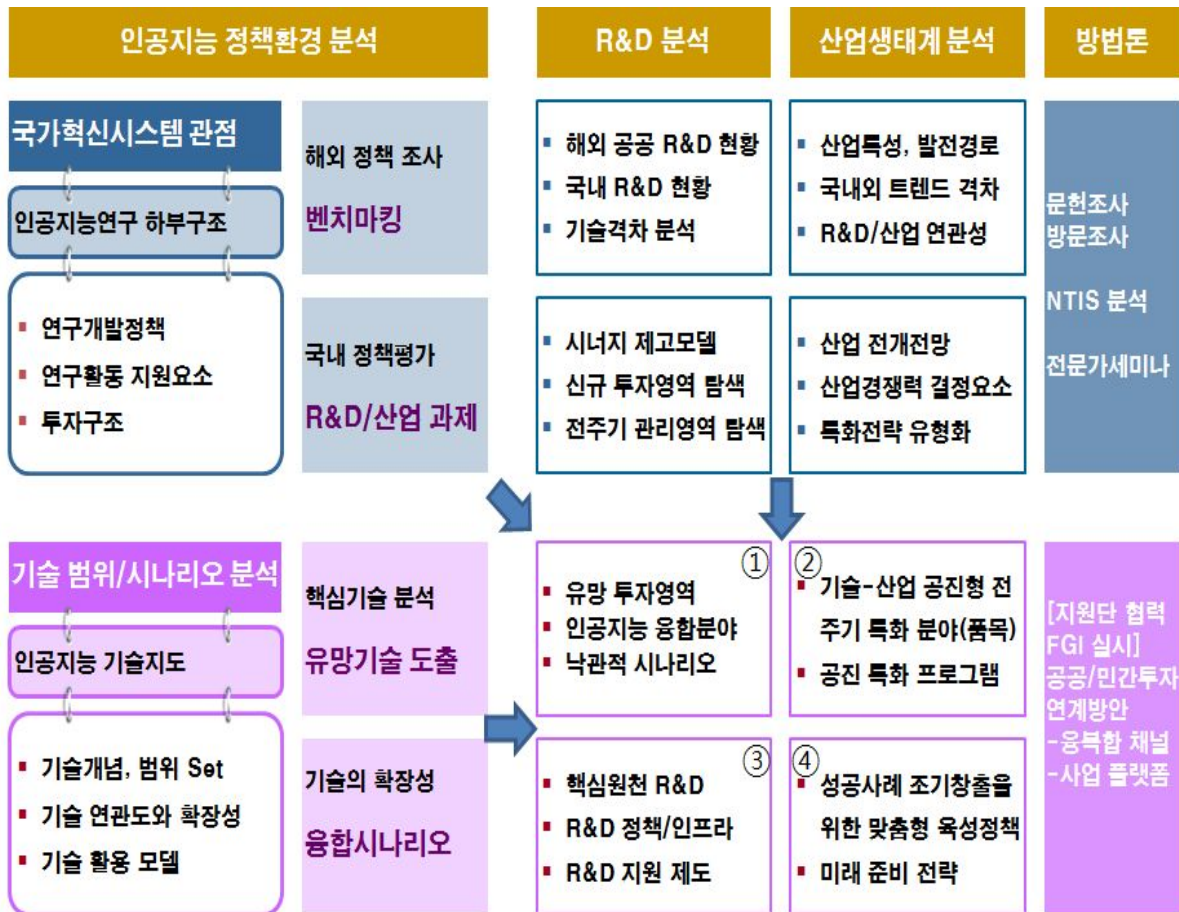 인공지능 정책환경 분석
R&D 분석
산업생태계 분석
방법론
국가혁신시스템 관점
인공지능연구 하부구조
▪ 연구개발정책
▪ 연구활동 지원요소
▪ 투자구조
해외 정책 조사
벤치마킹
국내 정책평가
R&D/산업 과제
▪ 해외 공공 R&D 현황
▪ 국내 R&D 현황
▪ 기술격차 분석
▪ 산업특성, 발전경로
▪ 국내외 트렌드 격차
▪ R&D/산업 연관성
▪ 시너지 제고모델
▪ 신규 투자영역 탐색
▪ 전주기 관리영역 탐색
▪ 산업 전개전망
▪ 산업경쟁력 결정요소
▪ 특화전략 유형화
문헌조사
방문조사
NTIS 분석
전문가세미나
기술 범위/시나리오 분석
인공지능 기술지도
▪ 기술개념, 범위 Set
▪ 기술 연관도와 확장성
▪ 기술 활용 모델
핵심기술 분석
유망기술 도출
기술의 확장성
융합시나리오
①
▪ 유망 투자영역
▪ 인공지능 융합분야
▪ 낙관적 시나리오
②
▪ 기술-산업 공진형 전
주기 특화 분야(품목)
▪ 공진 특화 프로그램
③
▪ 핵심원천 R&D
▪ R&D 정책/인프라
▪ R&D 지원 제도
④
▪ 성공사례 조기창출을
위한 맞춤형 육성정책
▪ 미래 준비 전략
[지원단 협력
FGI 실시]
공공/민간투자
연계방안
-융복합 채널
-사업 플랫폼